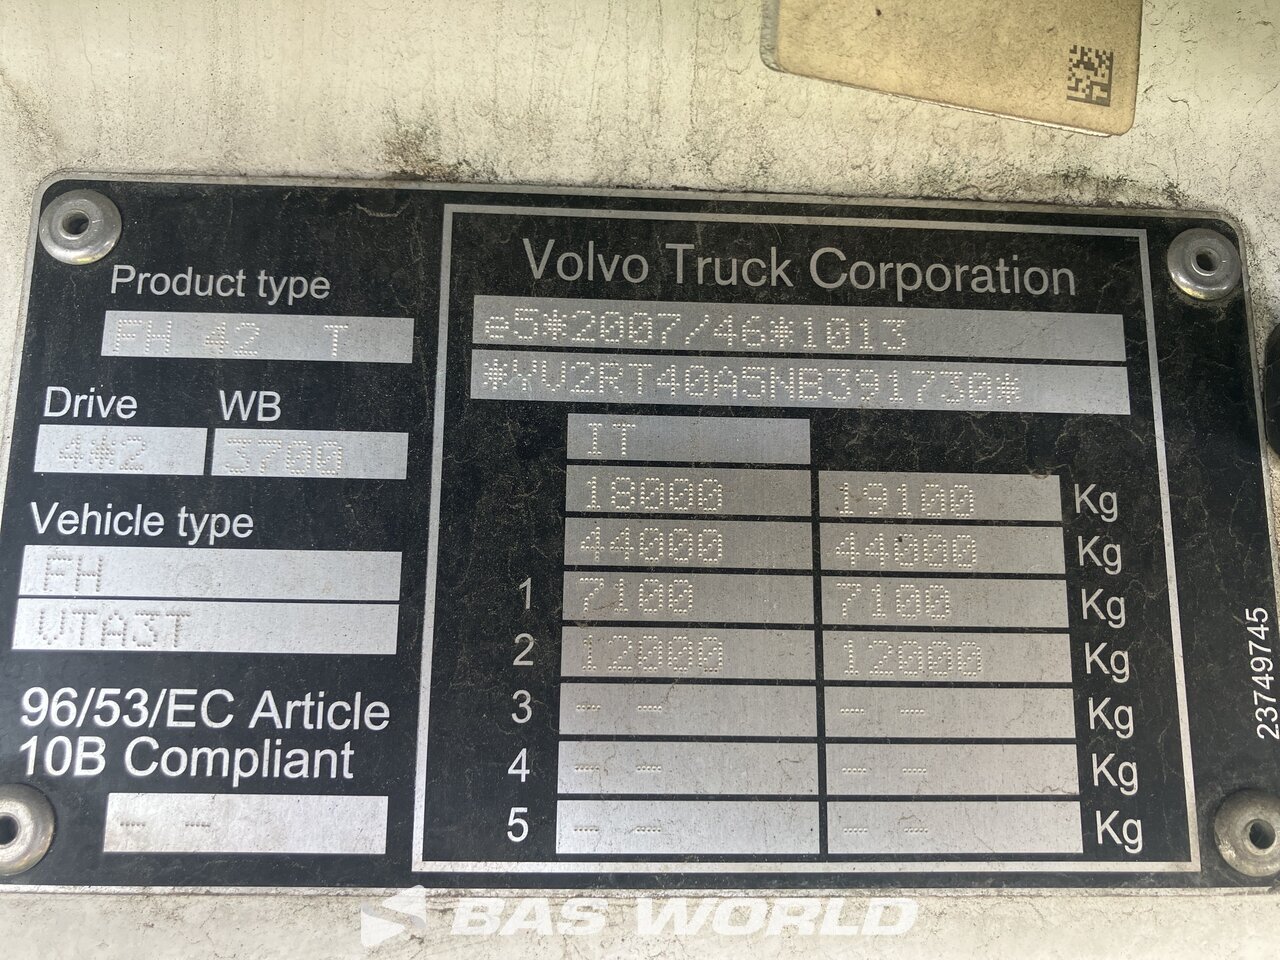 Volvo Truck Corporation
e5*2007/46*1013
*YV2RT40A5NB391730*
IT
18000 19100 Kg
44000 44000 Kg
1 7100 7100 Kg
2 12000 12000 Kg
3 -- -- -- -- Kg
4 -- -- -- -- Kg
5 -- -- -- -- Kg
Product type
FH 42 T
Drive WB
4*2 3700
Vehicle type
FH
VTA3T
96/53/EC Article
10B Compliant
-- --
23749745
BAS WORLD